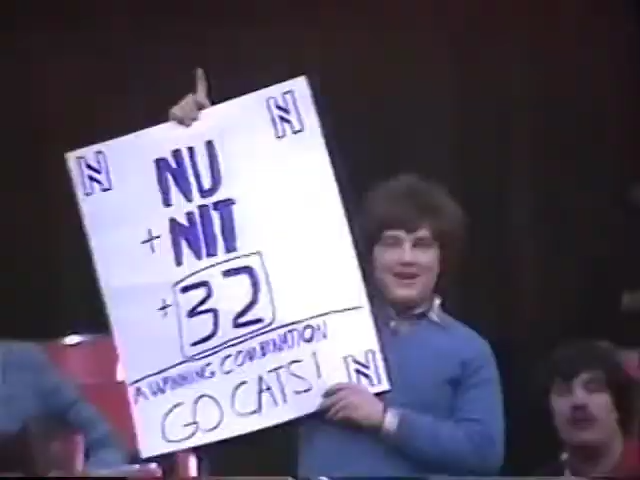 N N
NU
+ NIT
+ 32
A WINNING COMBINATION
GO CATS! N